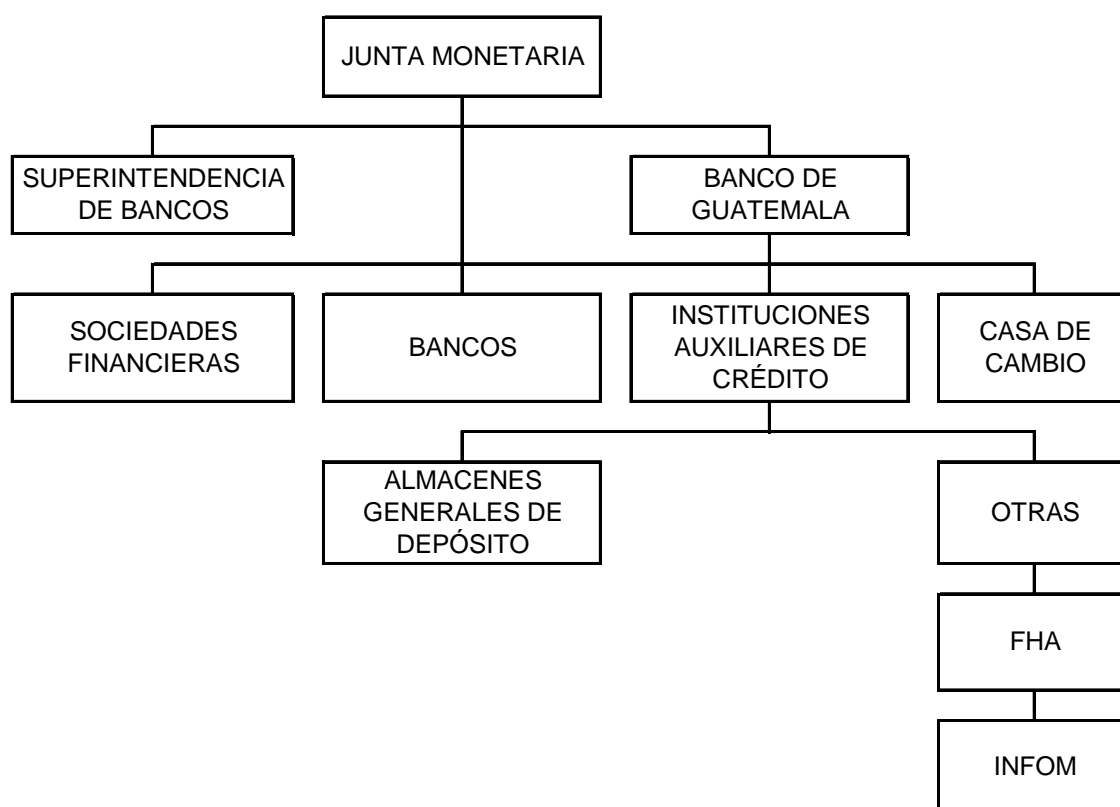 JUNTA MONETARIA
SUPERINTENDENCIA
DE BANCOS
BANCO DE
GUATEMALA
SOCIEDADES
FINANCIERAS
BANCOS
INSTITUCIONES
AUXILIARES DE
CRÉDITO
CASA DE
CAMBIO
ALMACENES
GENERALES DE
DEPÓSITO
OTRAS
FHA
INFOM